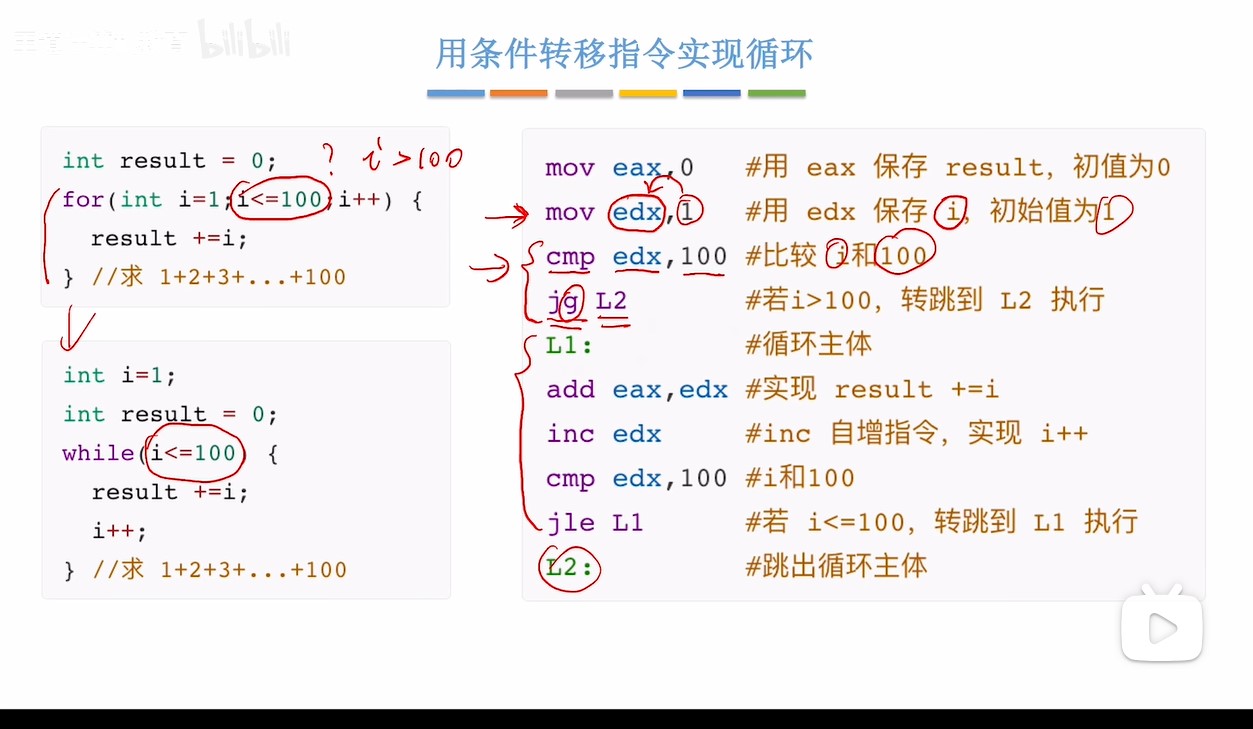 bilibili
用条件转移指令实现循环
int result = 0;
? i>100
for(int i=1;i<=100;i++) {
result +=i;
} //求 1+2+3+...+100
int i=1;
int result = 0;
while(i<=100) {
result +=i;
i++;
} //求 1+2+3+...+100
mov eax,0 #用 eax 保存 result，初值为0
mov edx,1 #用 edx 保存 i，初始值为1
cmp edx,100 #比较 i和100
jg L2 #若i>100，转跳到 L2 执行
L1: #循环主体
add eax,edx #实现 result +=i
inc edx #inc 自增指令，实现 i++
cmp edx,100 #i和100
jle L1 #若 i<=100，转跳到 L1 执行
L2: #跳出循环主体